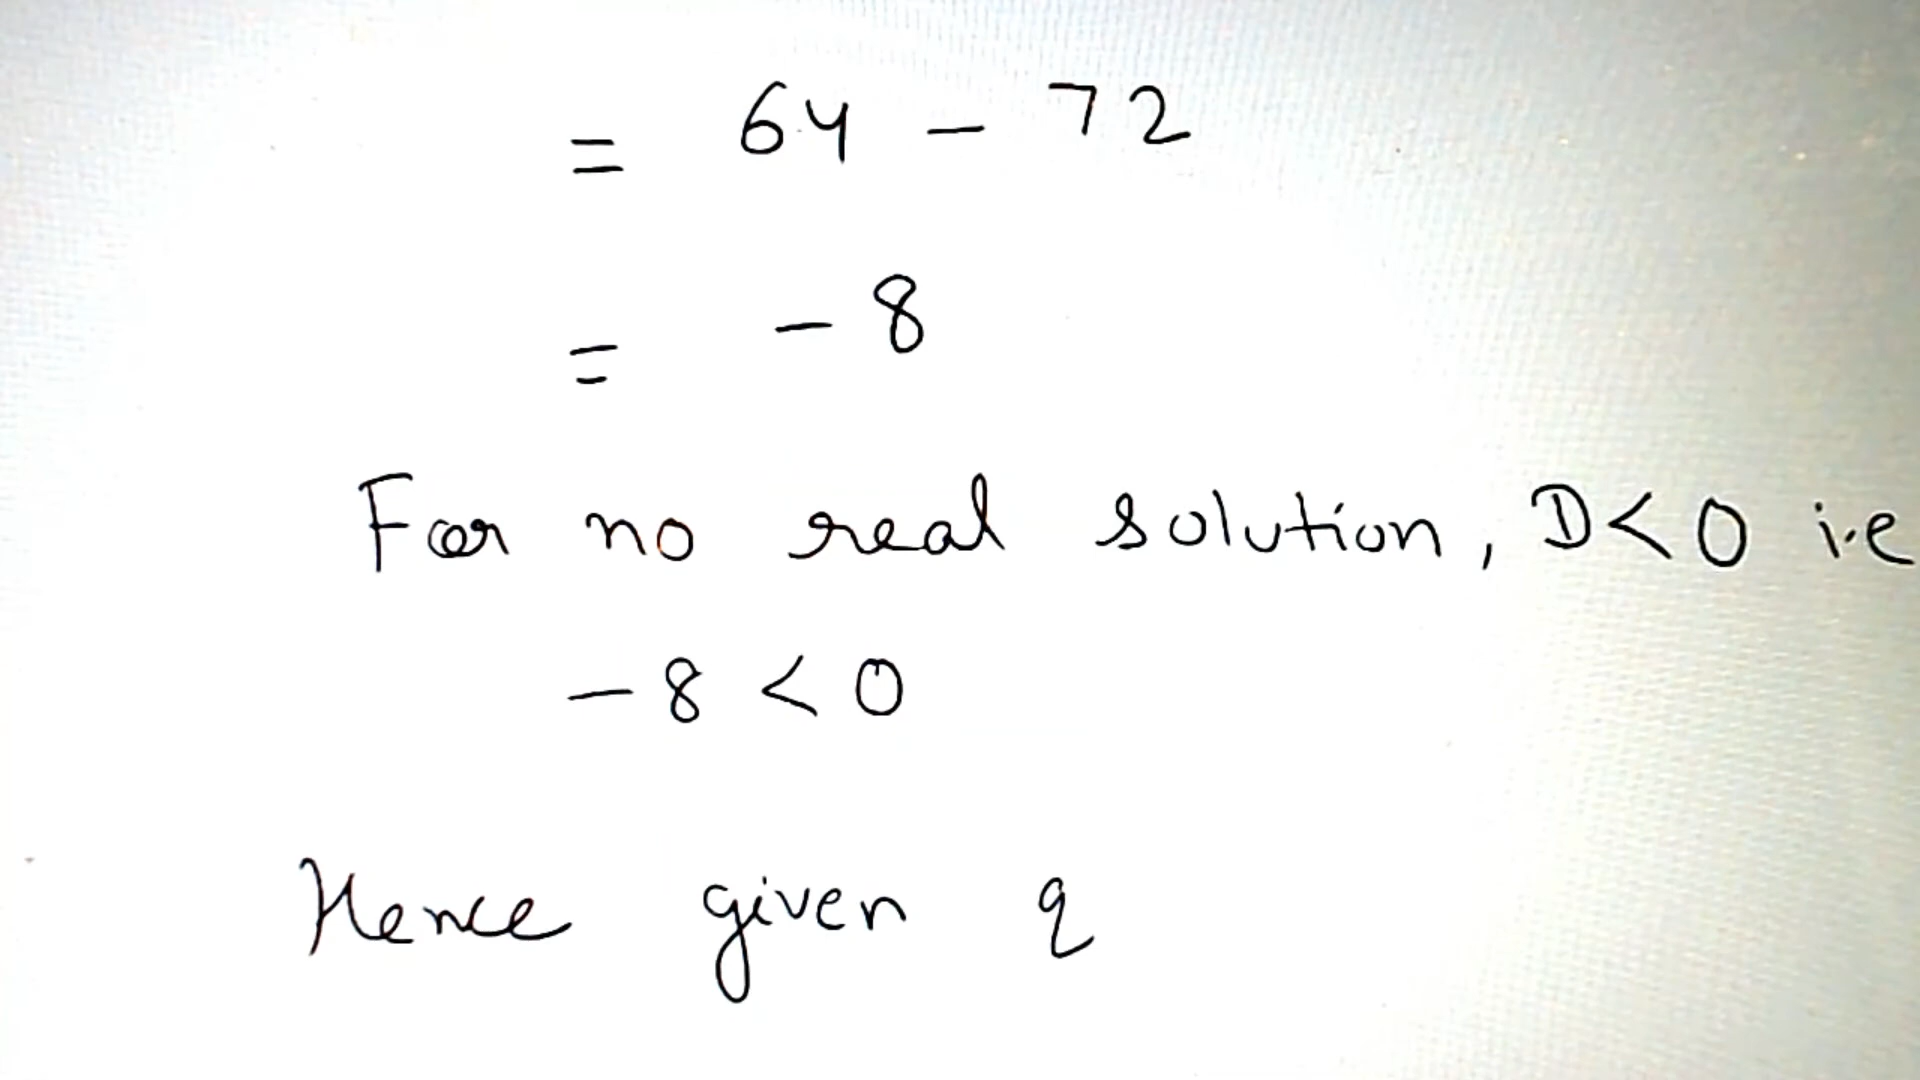 = 64 - 72
= - 8
For no real solution, D < 0 i.e
- 8 < 0
Hence given q